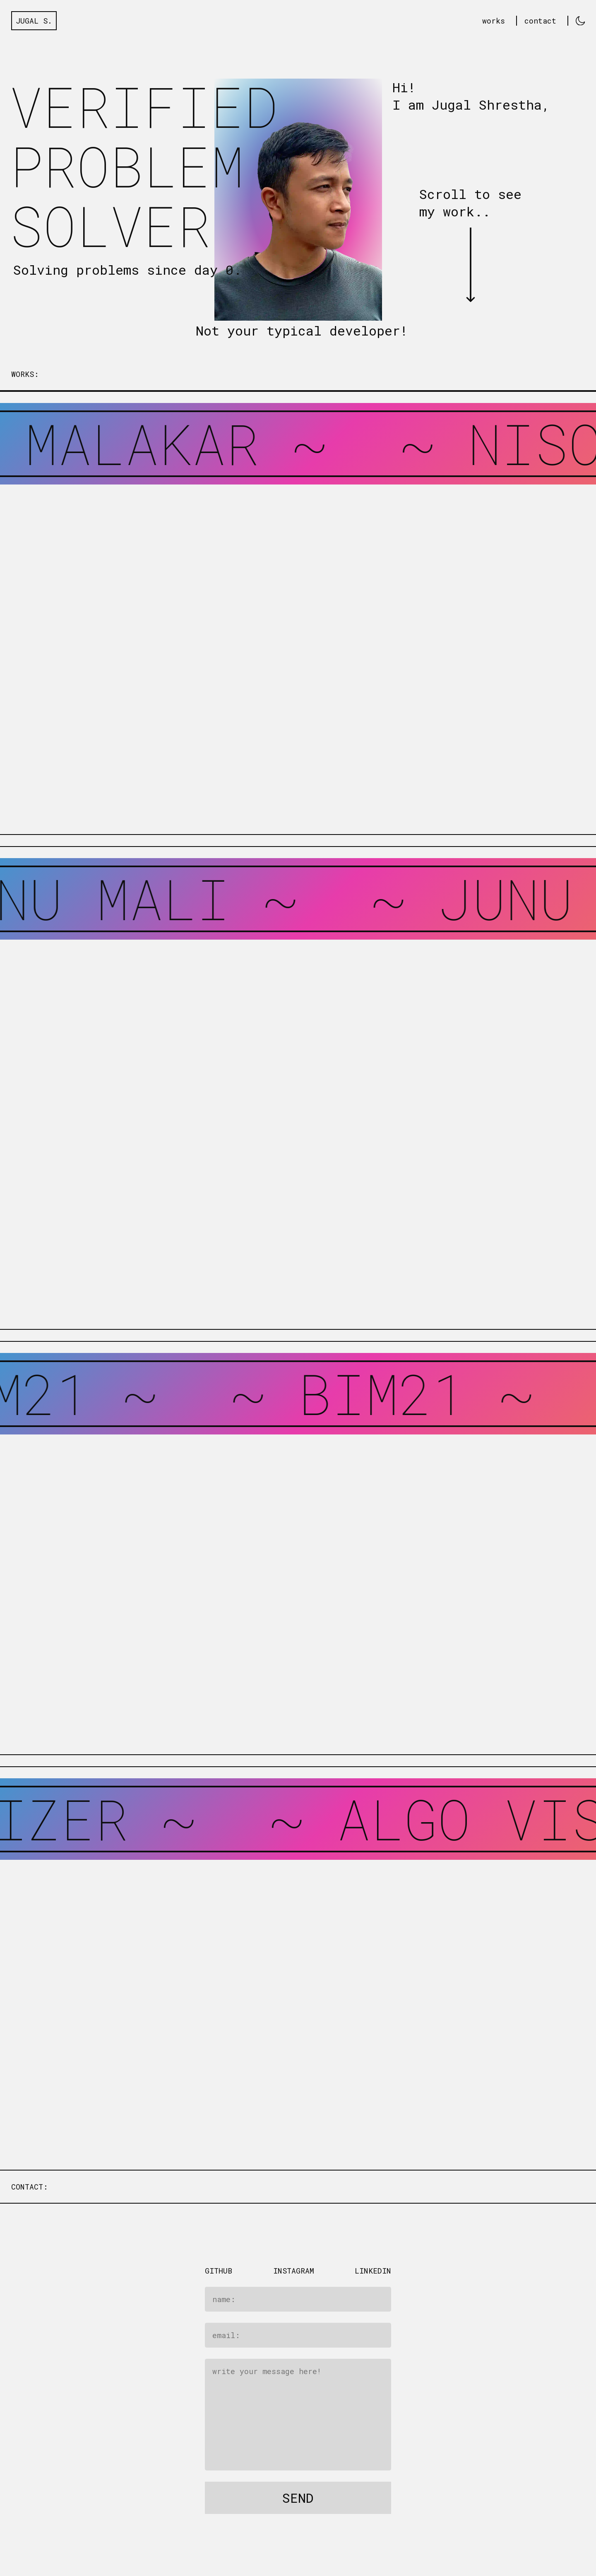 JUGAL S.
works
contact
VERIFIED
PROBLEM
SOLVER
Solving problems since day 0.
Hi!
I am Jugal Shrestha,
Scroll to see
my work..
Not your typical developer!
WORKS:
MALAKAR ~ ~ NISC
NU MALI ~ ~ JUNU
M21 ~ ~ BIM21 ~
IZER ~ ~ ALGO VIS
CONTACT:
GITHUB INSTAGRAM LINKEDIN
name:
email:
write your message here!
SEND